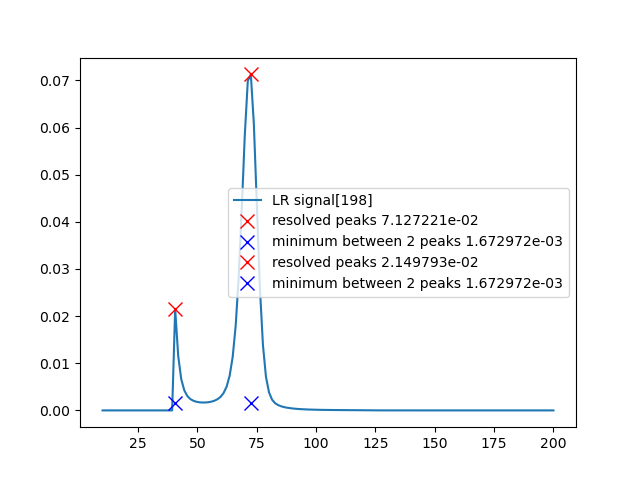 0.07
0.06
0.05
0.04
0.03
0.02
0.01
0.00
LR signal[198]
resolved peaks 7.127221e-02
minimum between 2 peaks 1.672972e-03
resolved peaks 2.149793e-02
minimum between 2 peaks 1.672972e-03
25 50 75 100 125 150 175 200